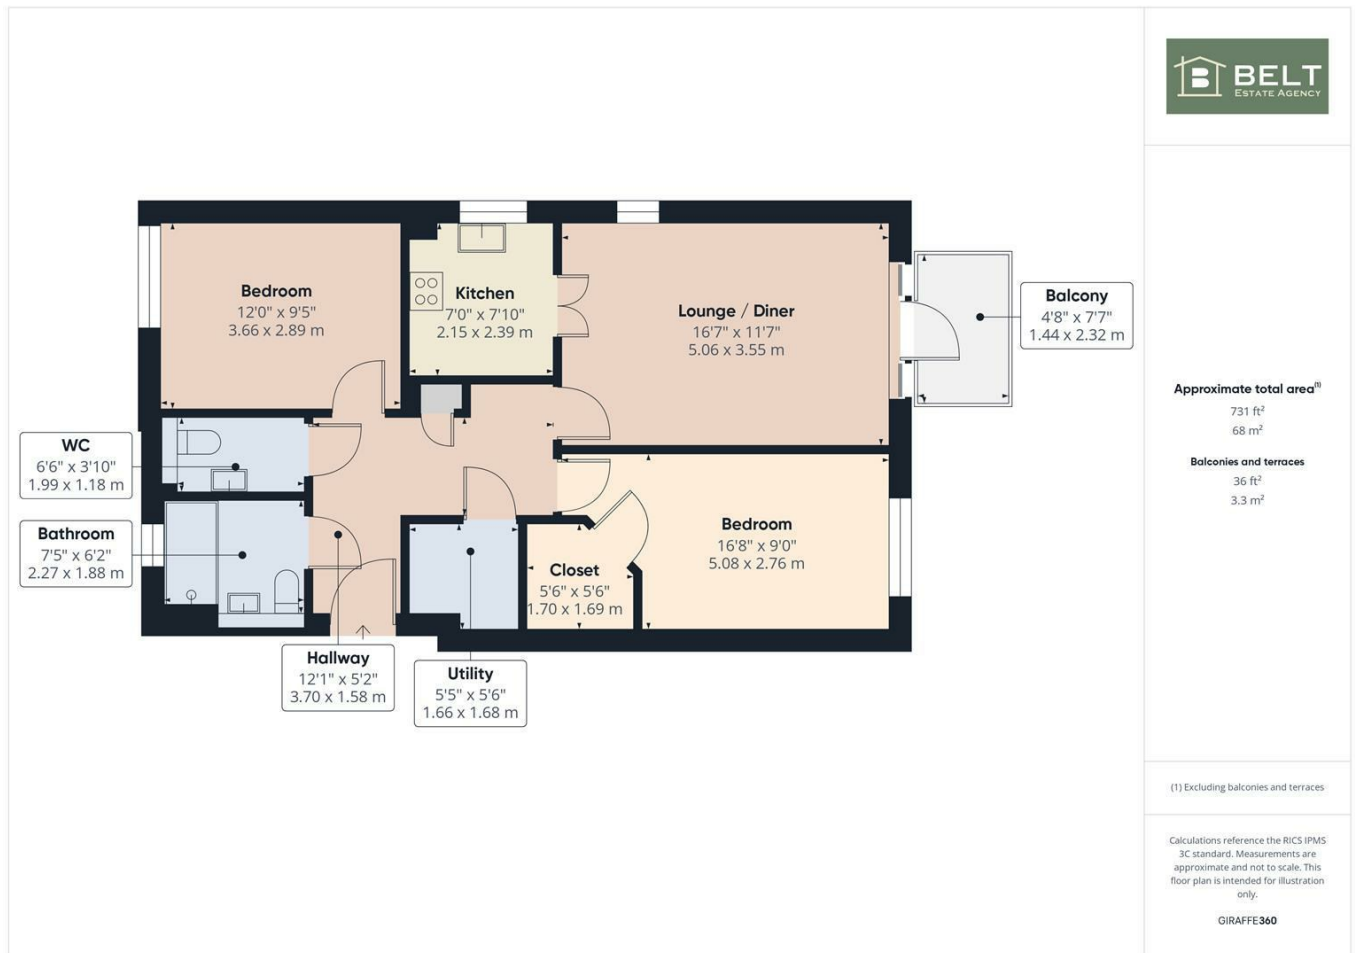 BELT
ESTATE AGENCY
Bedroom
12'0" x 9'5"
3.66 x 2.89 m
Kitchen
7'0" x 7'10"
2.15 x 2.39 m
Lounge / Diner
16'7" x 11'7"
5.06 x 3.55 m
Balcony
4'8" x 7'7"
1.44 x 2.32 m
WC
6'6" x 3'10"
1.99 x 1.18 m
Bathroom
7'5" x 6'2"
2.27 x 1.88 m
Bedroom
16'8" x 9'0"
5.08 x 2.76 m
Closet
5'6" x 5'6"
1.70 x 1.69 m
Hallway
12'1" x 5'2"
3.70 x 1.58 m
Utility
5'5" x 5'6"
1.66 x 1.68 m
Approximate total area(1)
731 ft²
68 m²
Balconies and terraces
36 ft²
3.3 m²
(1) Excluding balconies and terraces
Calculations reference the RICS IPMS
3C standard. Measurements are
approximate and not to scale. This
floor plan is intended for illustration
only.
GIRAFFE360